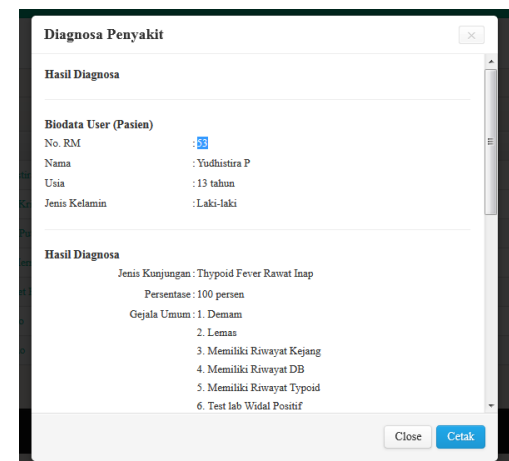 Diagnosa Penyakit
×
Hasil Diagnosa
Biodata User (Pasien)
No. RM : 53
Nama : Yudhistira P
Usia : 13 tahun
Jenis Kelamin : Laki-laki
Hasil Diagnosa
Jenis Kunjungan : Thypoid Fever Rawat Inap
Persentase : 100 persen
Gejala Umum : 1. Demam
2. Lemas
3. Memiliki Riwayat Kejang
4. Memiliki Riwayat DB
5. Memiliki Riwayat Typoid
6. Test lab Widal Positif
Close Cetak